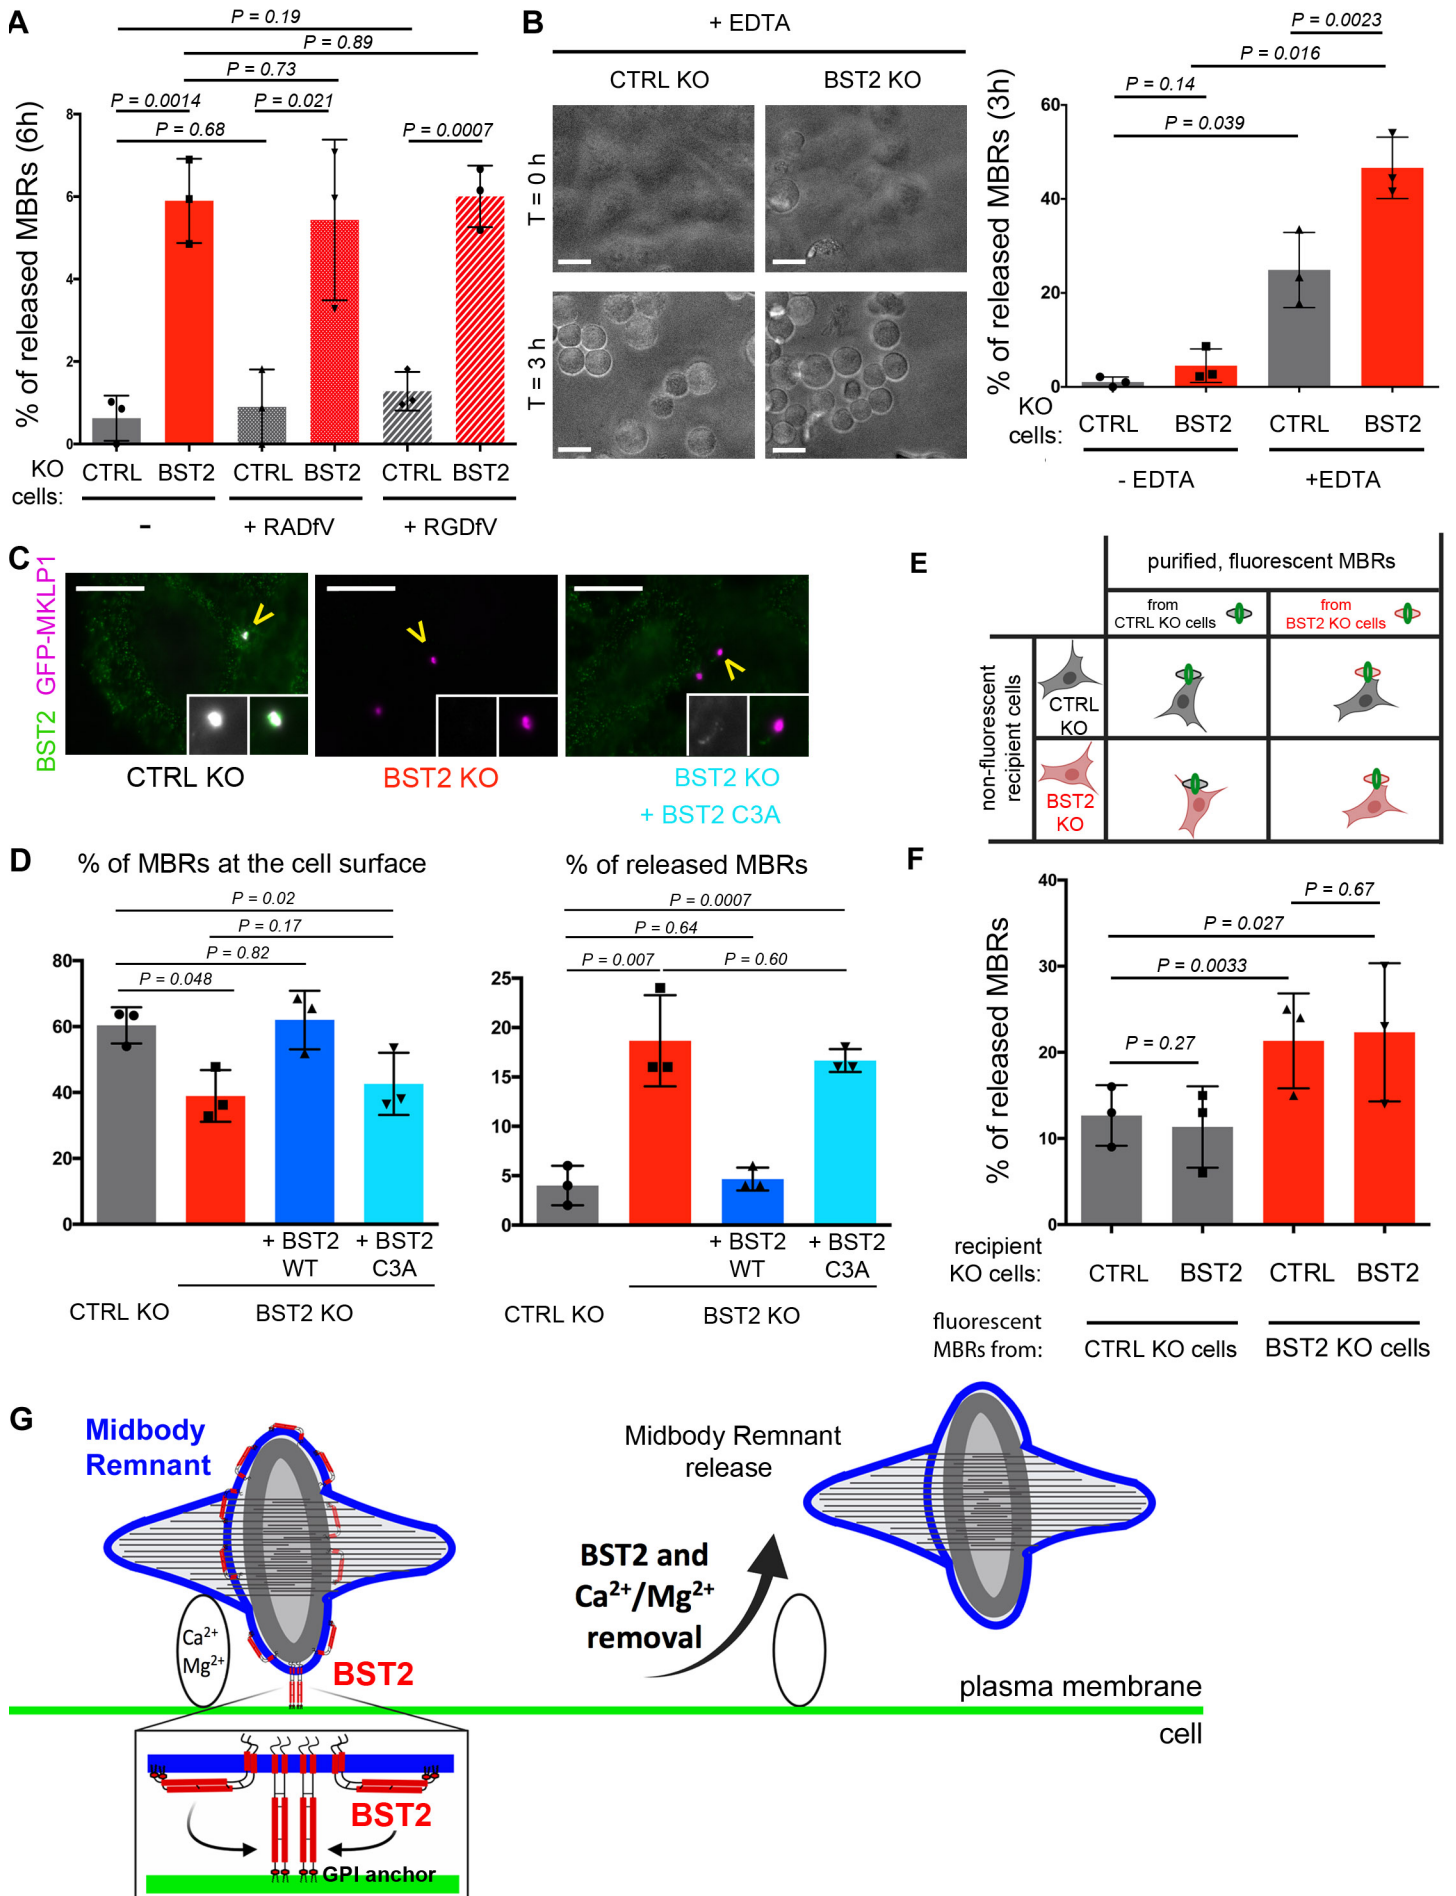 A
P = 0.19
P = 0.89
P = 0.73
P = 0.0014
P = 0.021
P = 0.68
P = 0.0007
% of released MBRs (6h)
8
6
4
2
0
KO cells:
CTRL BST2 CTRL BST2 CTRL BST2
-
+ RADfV
+ RGDfV
B
+ EDTA
CTRL KO
BST2 KO
T = 0 h
T = 3 h
P = 0.0023
P = 0.016
P = 0.14
P = 0.039
% of released MBRs (3h)
60
40
20
0
KO
cells:
CTRL BST2 CTRL BST2
- EDTA
+EDTA
C
BST2 GFP-MKLP1
CTRL KO
BST2 KO
BST2 KO
+ BST2 C3A
E
purified, fluorescent MBRs
from
CTRL KO cells
from
BST2 KO cells
non-fluorescent
recipient cells
CTRL
KO
BST2
KO
D
% of MBRs at the cell surface
P = 0.02
P = 0.17
P = 0.82
P = 0.048
80
60
40
20
0
+ BST2
WT
+ BST2
C3A
CTRL KO
BST2 KO
% of released MBRs
P = 0.0007
P = 0.64
P = 0.007
P = 0.60
25
20
15
10
5
0
+ BST2
WT
+ BST2
C3A
CTRL KO
BST2 KO
F
P = 0.67
P = 0.027
P = 0.0033
P = 0.27
% of released MBRs
40
30
20
10
0
recipient
KO cells:
CTRL BST2 CTRL BST2
fluorescent
MBRs from:
CTRL KO cells
BST2 KO cells
G
Midbody
Remnant
Ca2+
Mg2+
BST2
BST2
GPI anchor
Midbody Remnant
release
BST2 and
Ca2+/Mg2+
removal
plasma membrane
cell